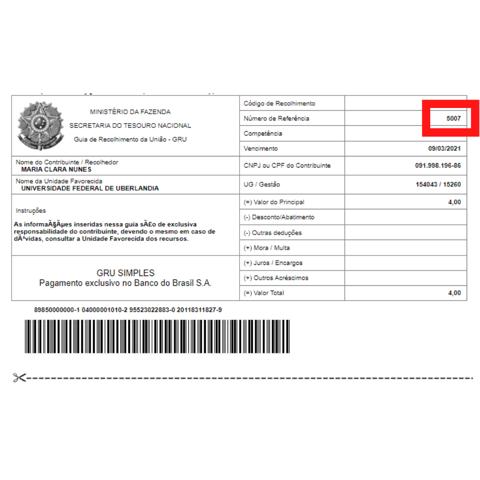 MINISTÉRIO DA FAZENDA
SECRETARIA DO TESOURO NACIONAL
Guia de Recolhimento da União - GRU
Código de Recolhimento
Número de Referência 5007
Competência
Vencimento 09/03/2021
Nome do Contribuinte / Recolhedor
MARIA CLARA NUNES
CNPJ ou CPF do Contribuinte 091.998.196-86
Nome da Unidade Favorecida
UNIVERSIDADE FEDERAL DE UBERLANDIA
UG / Gestão 154043 / 15260
Instruções
As informaÃ§Ãµes inseridas nessa guia sÃ£o de exclusiva
responsabilidade do contribuinte, devendo o mesmo em caso de
dÃºvidas, consultar a Unidade Favorecida dos recursos.
(=) Valor do Principal 4,00
(-) Desconto/Abatimento
(-) Outras deduções
(+) Mora / Multa
(+) Juros / Encargos
(+) Outros Acréscimos
(=) Valor Total 4,00
GRU SIMPLES
Pagamento exclusivo no Banco do Brasil S.A.
89850000000-1 04000001010-2 95523022883-0 20118311827-9